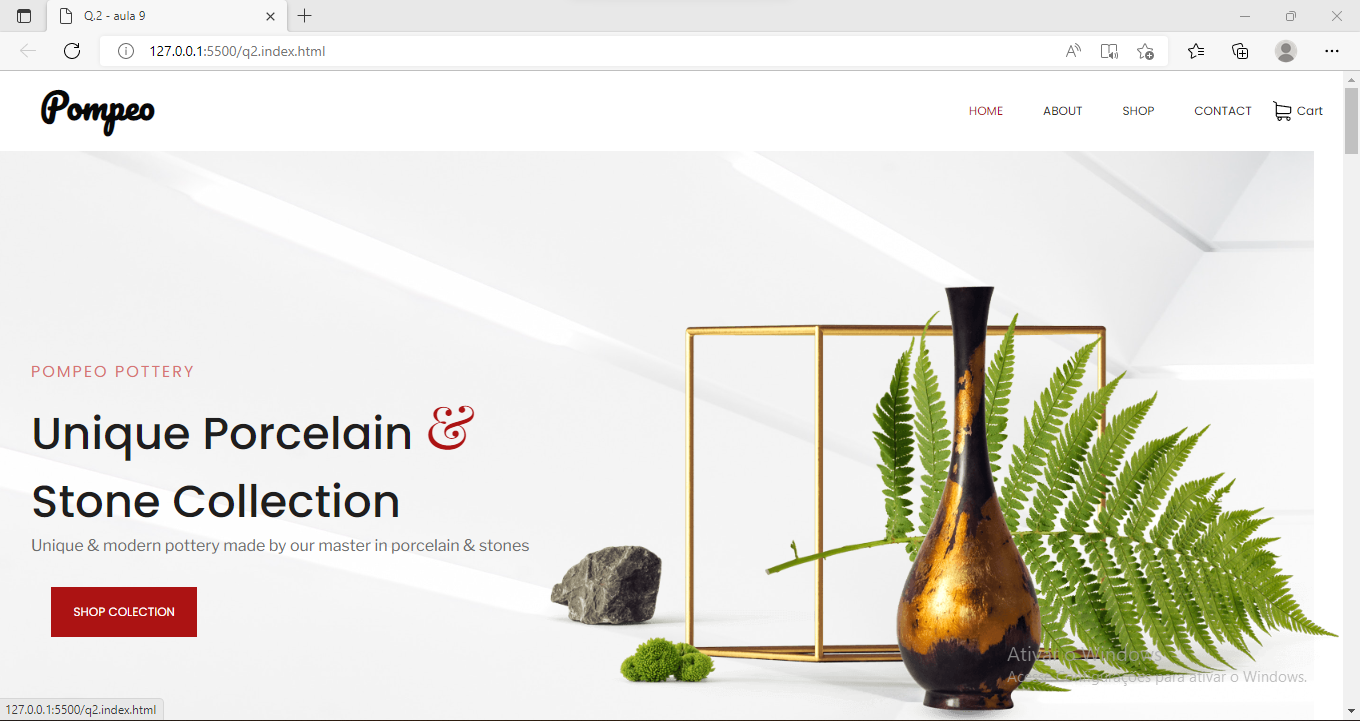 Q.2 - aula 9
127.0.0.1:5500/q2.index.html
Pompeo
HOME ABOUT SHOP CONTACT Cart
POMPEO POTTERY
Unique Porcelain &
Stone Collection
Unique & modern pottery made by our master in porcelain & stones
SHOP COLECTION
Ativar o Windows
Acesse Configurações para ativar o Windows.
127.0.0.1:5500/q2.index.html